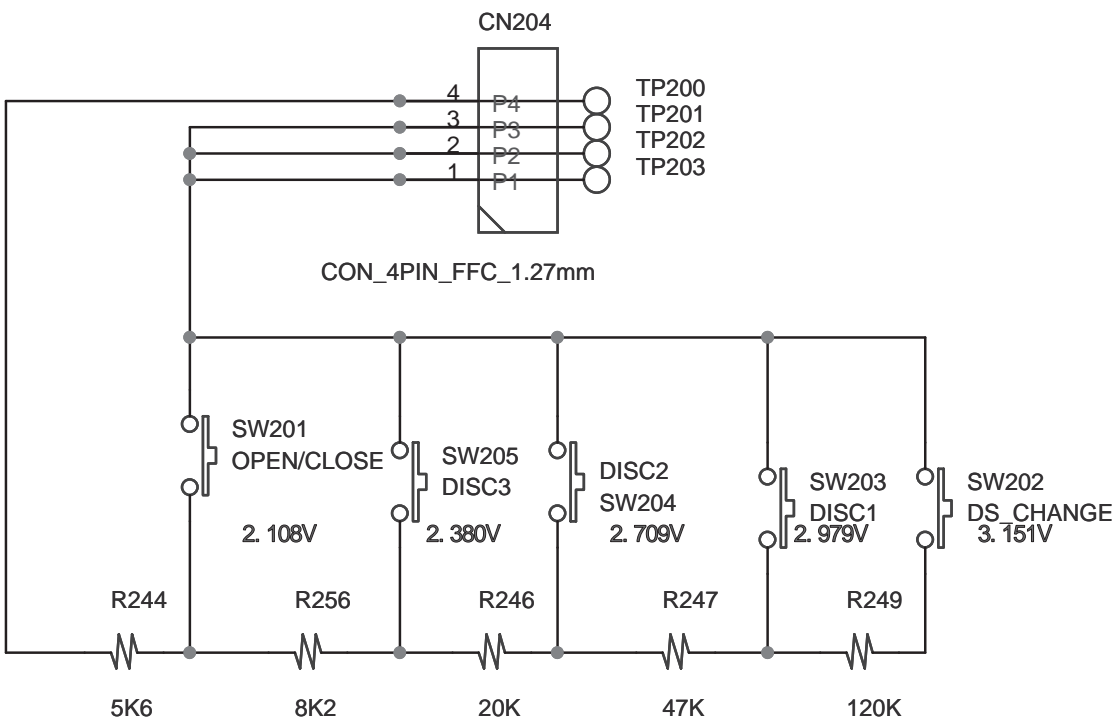 CN204
4 P4 TP200
3 P3 TP201
2 P2 TP202
1 P1 TP203
CON_4PIN_FFC_1.27mm
SW201
OPEN/CLOSE
2. 108V
SW205
DISC3
2. 380V
DISC2
SW204
2. 709V
SW203
DISC1
2. 979V
SW202
DS_CHANGE
3. 151V
R244 R256 R246 R247 R249
5K6 8K2 20K 47K 120K